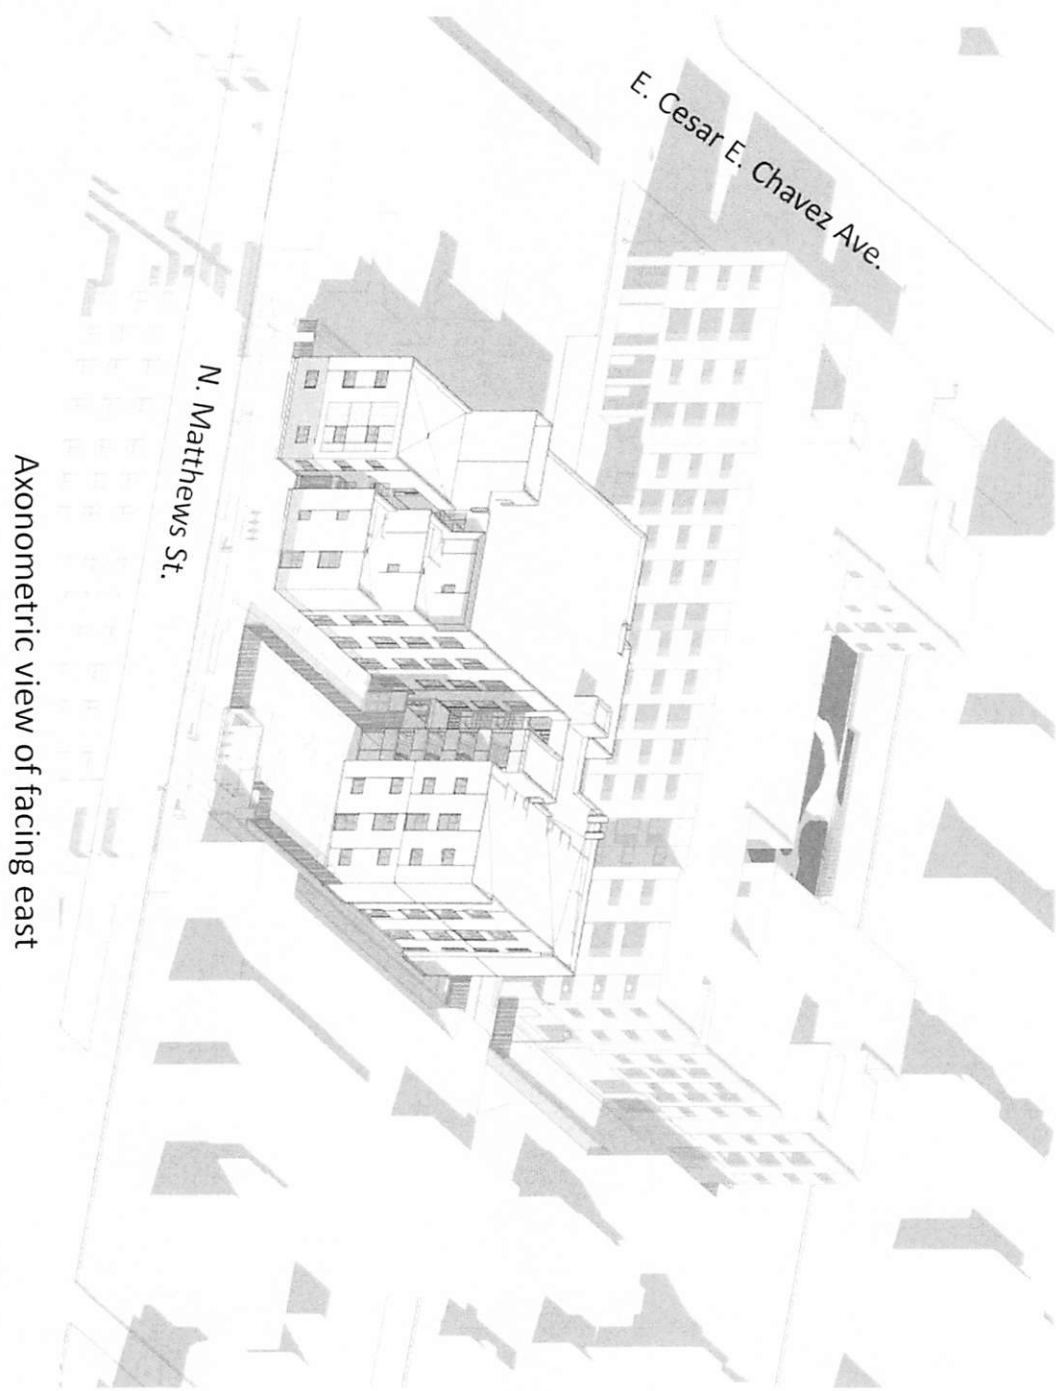 E. Cesar E. Chavez Ave.
N. Matthews St.
Axonometric view of facing east